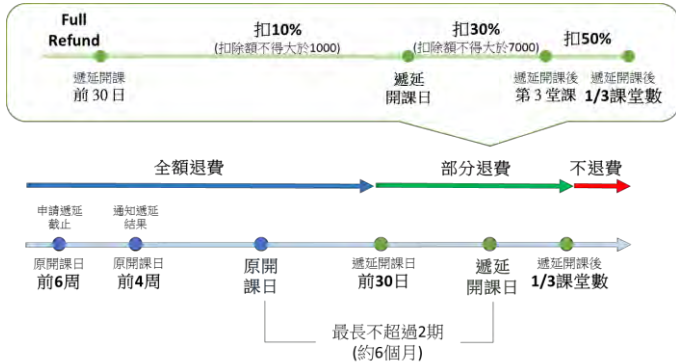 Full
Refund
扣10%
(扣除額不得大於1000)
扣30%
(扣除額不得大於7000)
扣50%
遞延開課
前 30 日
遞延
開課日
遞延開課後
第 3 堂課
遞延開課後
1/3課堂數
全額退費
部分退費
不退費
申請遞延
截止
通知遞延
結果
原開課日
前6周
原開課日
前4周
原開
課日
遞延開課日
前30日
遞延
開課日
遞延開課後
1/3課堂數
最長不超過2期
(約6個月)